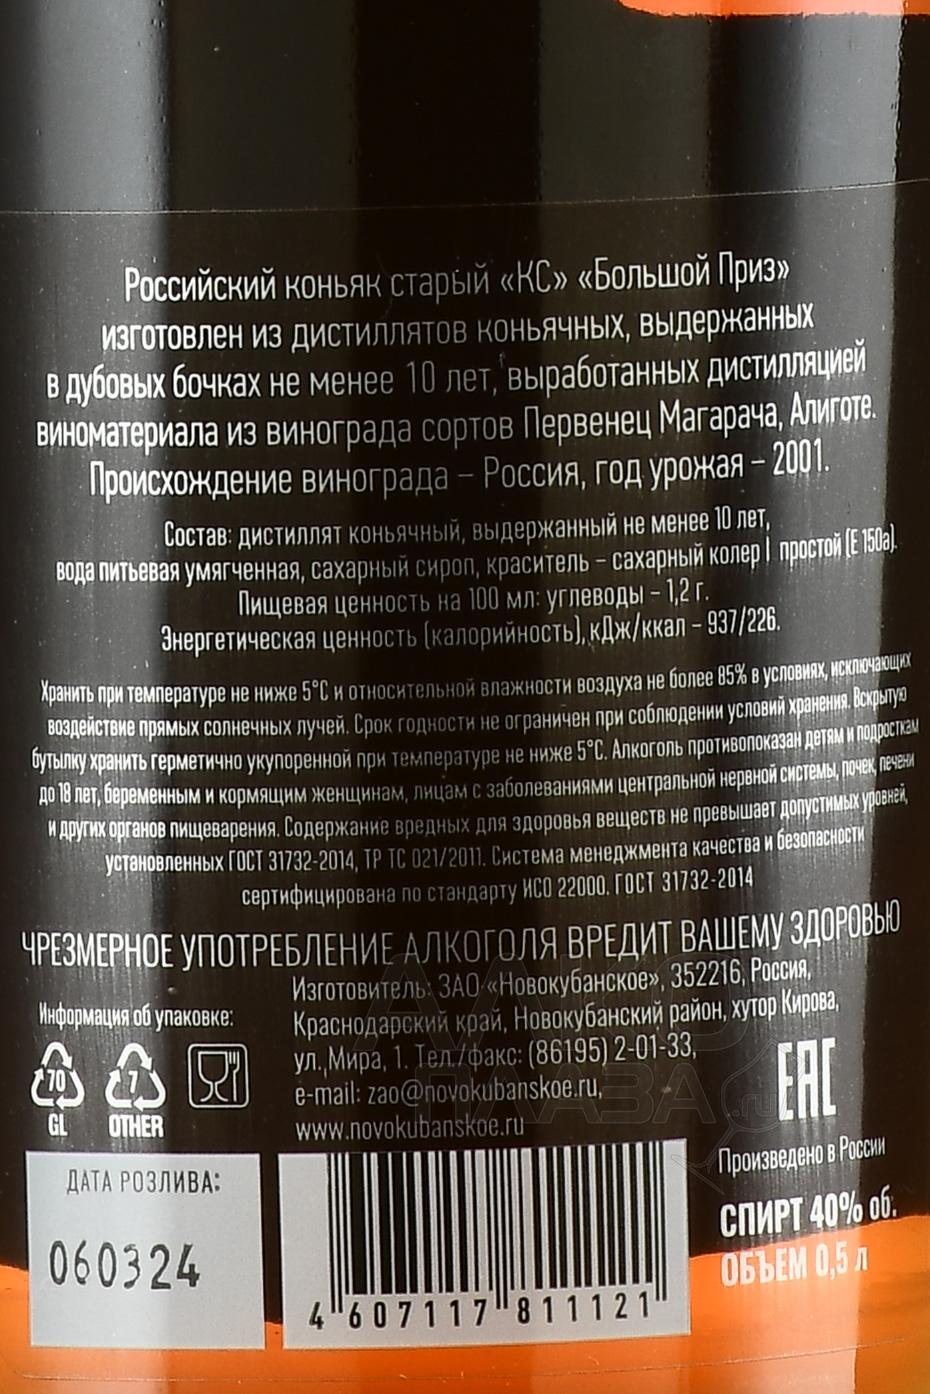 Российский коньяк старый «КС» «Большой Приз»
изготовлен из дистиллятов коньячных, выдержанных
в дубовых бочках не менее 10 лет, выработанных дистилляцией
виноматериала из винограда сортов Первенец Магарача, Алиготе.
Происхождение винограда – Россия, год урожая – 2001.
Состав: дистиллят коньячный, выдержанный не менее 10 лет,
вода питьевая умягченная, сахарный сироп, краситель – сахарный колер I простой (Е 150а).
Пищевая ценность на 100 мл: углеводы – 1,2 г.
Энергетическая ценность (калорийность), кДж/ккал – 937/226.
Хранить при температуре не ниже 5°С и относительной влажности воздуха не более 85% в условиях, исключающих
воздействие прямых солнечных лучей. Срок годности не ограничен при соблюдении условий хранения. Вскрытую
бутылку хранить герметично укупоренной при температуре не ниже 5°С. Алкоголь противопоказан детям и подросткам
до 18 лет, беременным и кормящим женщинам, лицам с заболеваниями центральной нервной системы, почек, печени
и других органов пищеварения. Содержание вредных для здоровья веществ не превышает допустимых уровней,
установленных ГОСТ 31732-2014, ТР ТС 021/2011. Система менеджмента качества и безопасности
сертифицирована по стандарту ИСО 22000. ГОСТ 31732-2014
ЧРЕЗМЕРНОЕ УПОТРЕБЛЕНИЕ АЛКОГОЛЯ ВРЕДИТ ВАШЕМУ ЗДОРОВЬЮ
Информация об упаковке:
70
GL
7
OTHER
Изготовитель: ЗАО «Новокубанское», 352216, Россия,
Краснодарский край, Новокубанский район, хутор Кирова,
ул.Мира, 1. Тел./факс: (86195) 2-01-33,
e-mail: zao@novokubanskoe.ru,
www.novokubanskoe.ru
ЕАС
Произведено в России
СПИРТ 40% об.
ОБЪЕМ 0,5 л
ДАТА РОЗЛИВА:
060324
4 607117 811121
АЛКО
ПЛАЗА.ru